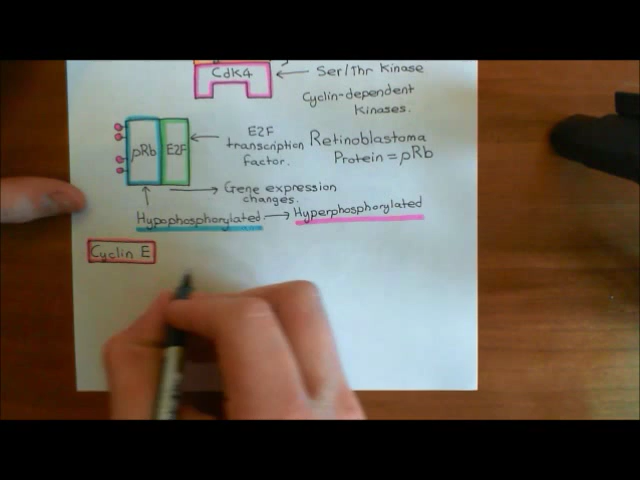 Cdk4
Ser/Thr Kinase
Cyclin-dependent
Kinases.
pRb E2F
E2F
transcription
factor.
Retinoblastoma
Protein = pRb
Gene expression
changes.
Hypophosphorylated → Hyperphosphorylated
Cyclin E